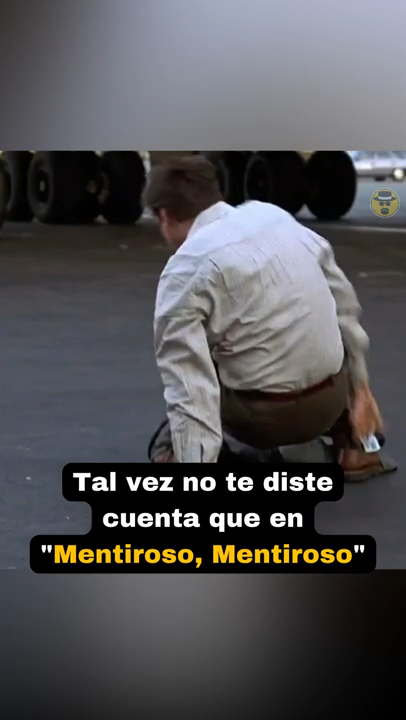 Tal vez no te diste
cuenta que en
"Mentiroso, Mentiroso"